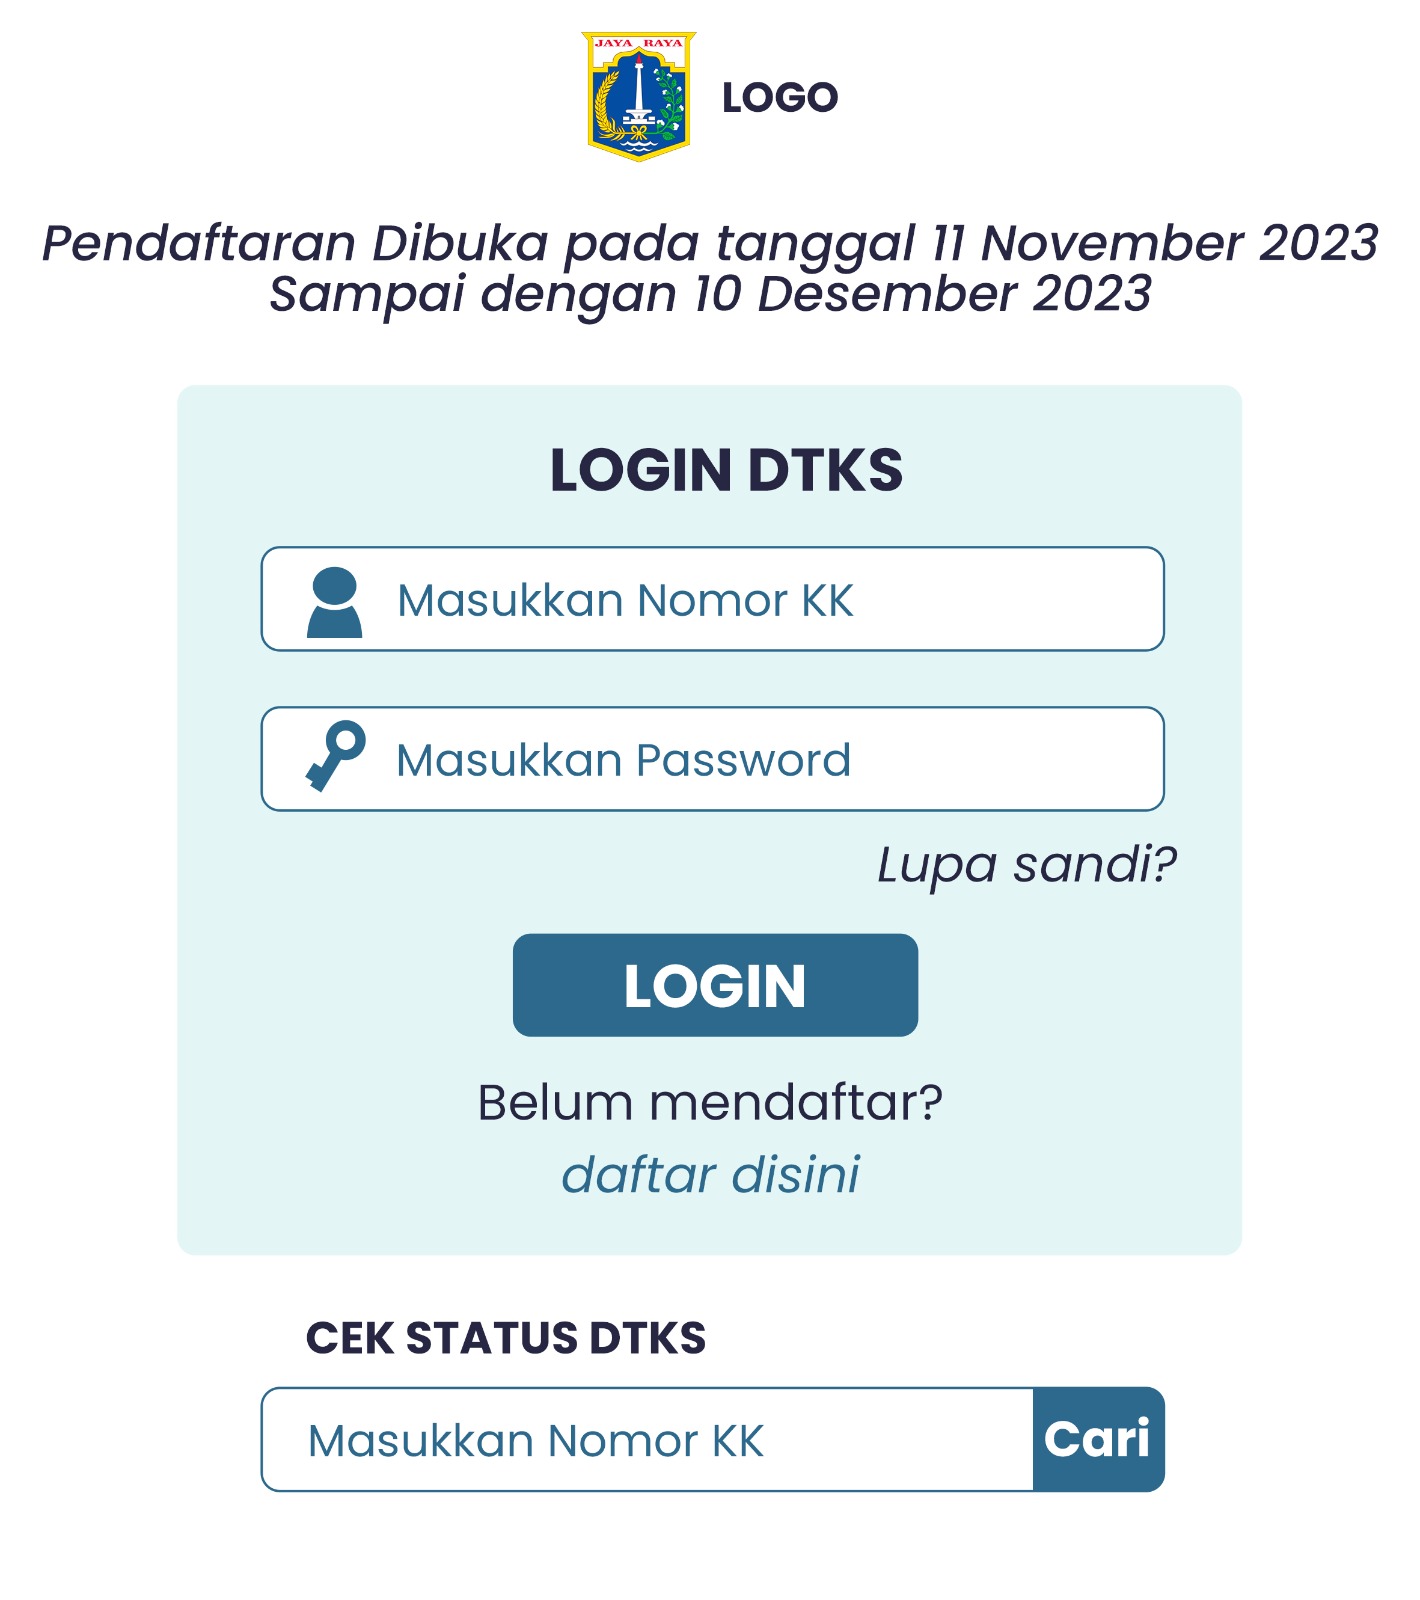 JAYA RAYA
LOGO
Pendaftaran Dibuka pada tanggal 11 November 2023
Sampai dengan 10 Desember 2023
LOGIN DTKS
Masukkan Nomor KK
Masukkan Password
Lupa sandi?
LOGIN
Belum mendaftar?
daftar disini
CEK STATUS DTKS
Masukkan Nomor KK
Cari